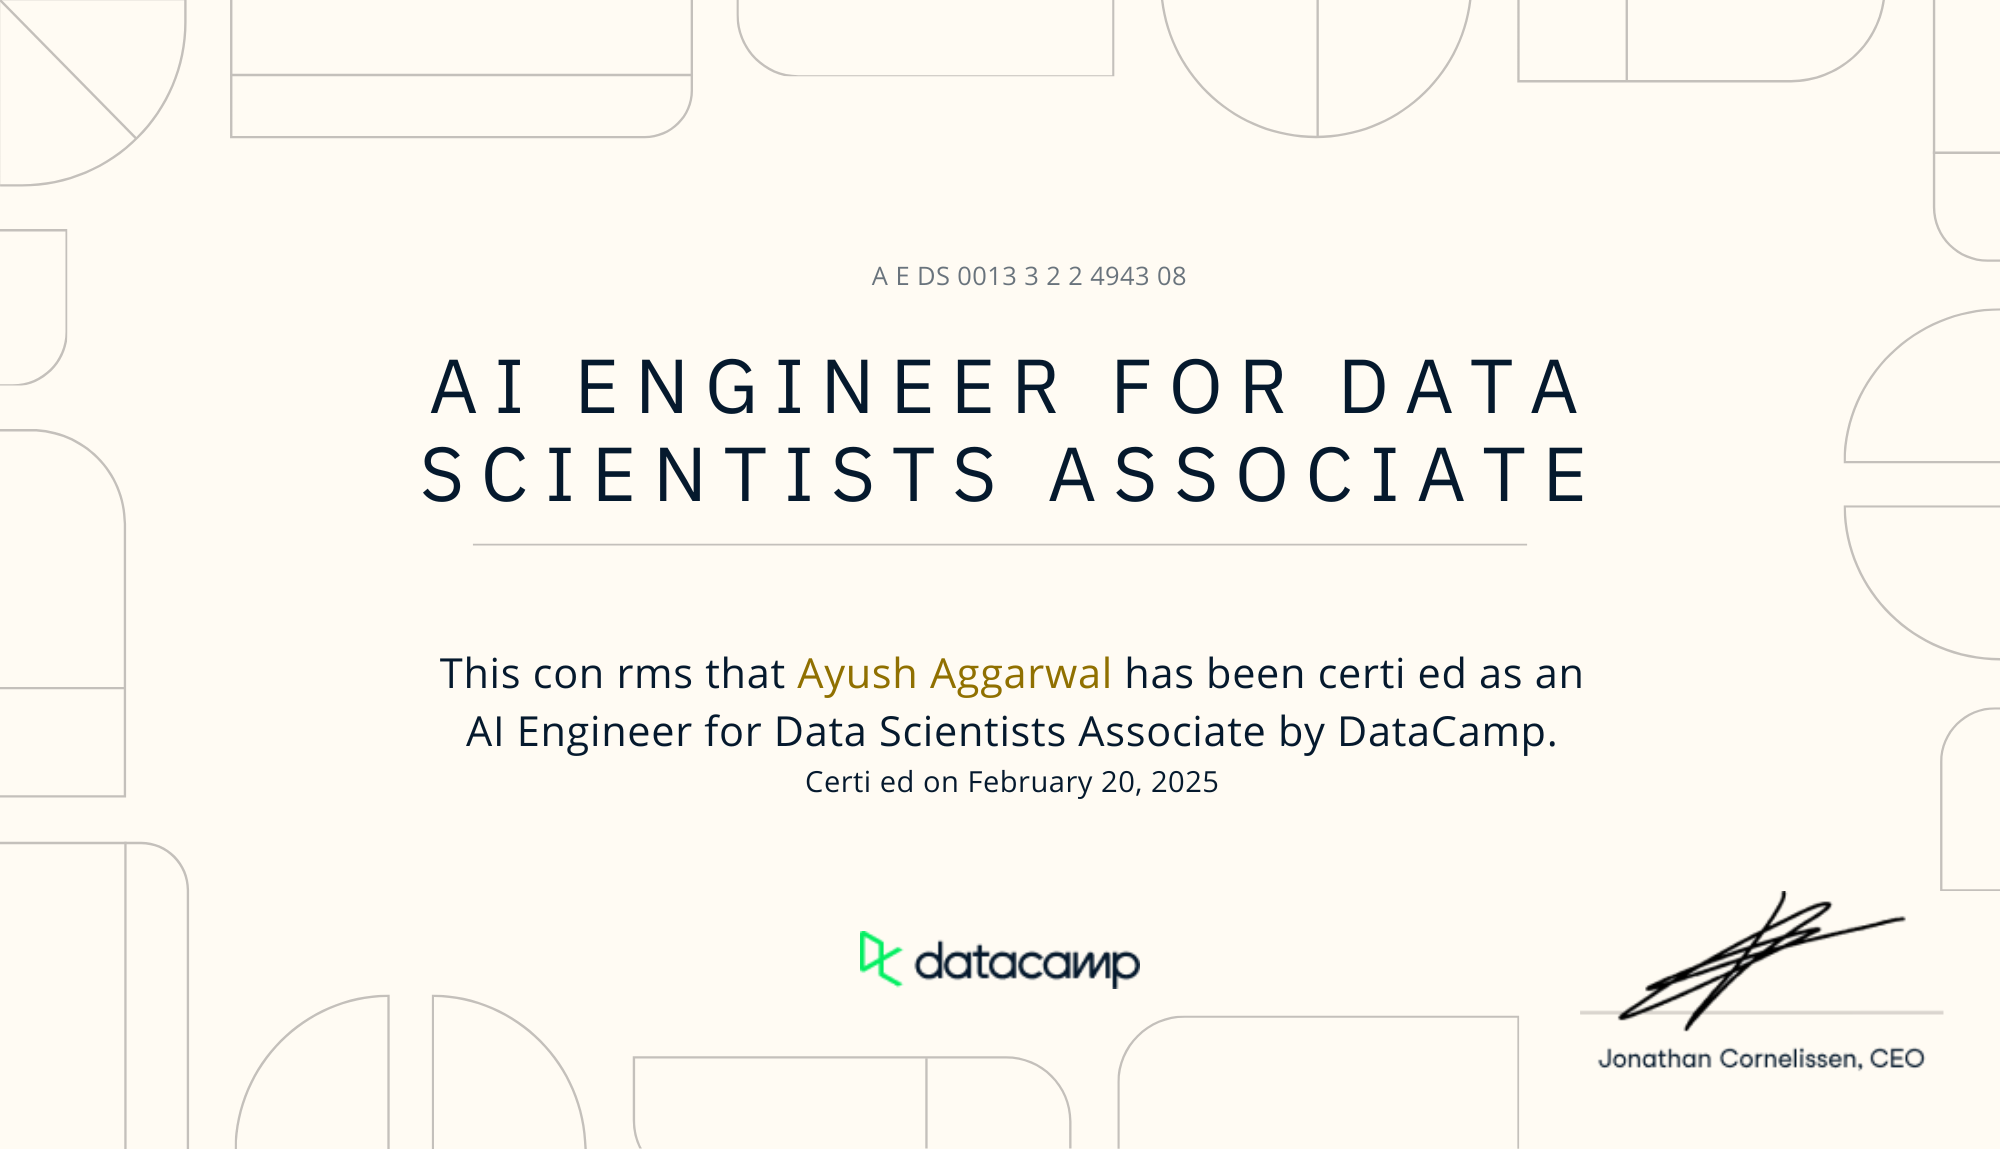 A E DS 0013 3 2 2 4943 08
AI ENGINEER FOR DATA
SCIENTISTS ASSOCIATE
This con rms that Ayush Aggarwal has been certi ed as an
AI Engineer for Data Scientists Associate by DataCamp.
Certi ed on February 20, 2025
datacamp
Jonathan Cornelissen, CEO